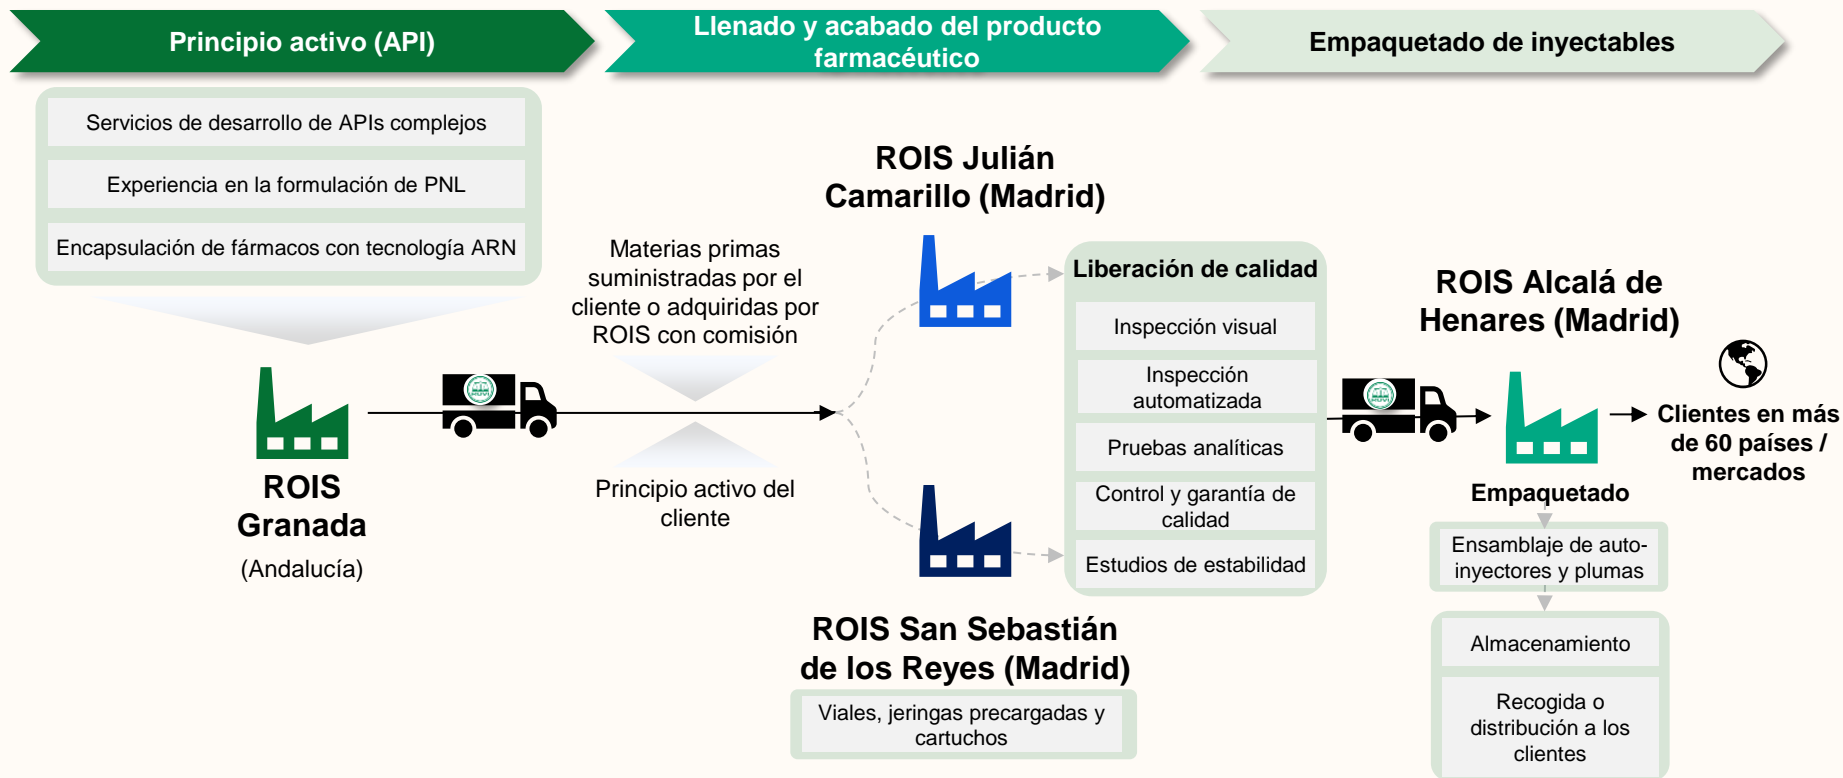 Principio activo (API)
Llenado y acabado del producto
farmacéutico
Empaquetado de inyectables
Servicios de desarrollo de APIs complejos
Experiencia en la formulación de PNL
Encapsulación de fármacos con tecnología ARN
ROIS
Granada
(Andalucía)
Materias primas
suministradas por el
cliente o adquiridas por
ROIS con comisión
Principio activo del
cliente
ROIS Julián
Camarillo (Madrid)
ROIS San Sebastián
de los Reyes (Madrid)
Viales, jeringas precargadas y
cartuchos
Liberación de calidad
Inspección visual
Inspección
automatizada
Pruebas analíticas
Control y garantía de
calidad
Estudios de estabilidad
ROIS Alcalá de
Henares (Madrid)
Empaquetado
Ensamblaje de auto-
inyectores y plumas
Almacenamiento
Recogida o
distribución a los
clientes
Clientes en más
de 60 países /
mercados